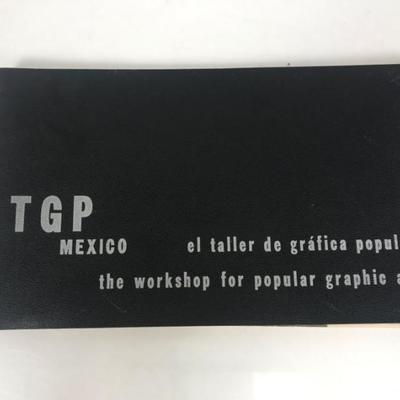 TGP
MEXICO el taller de gráfica popul
the workshop for popular graphic a